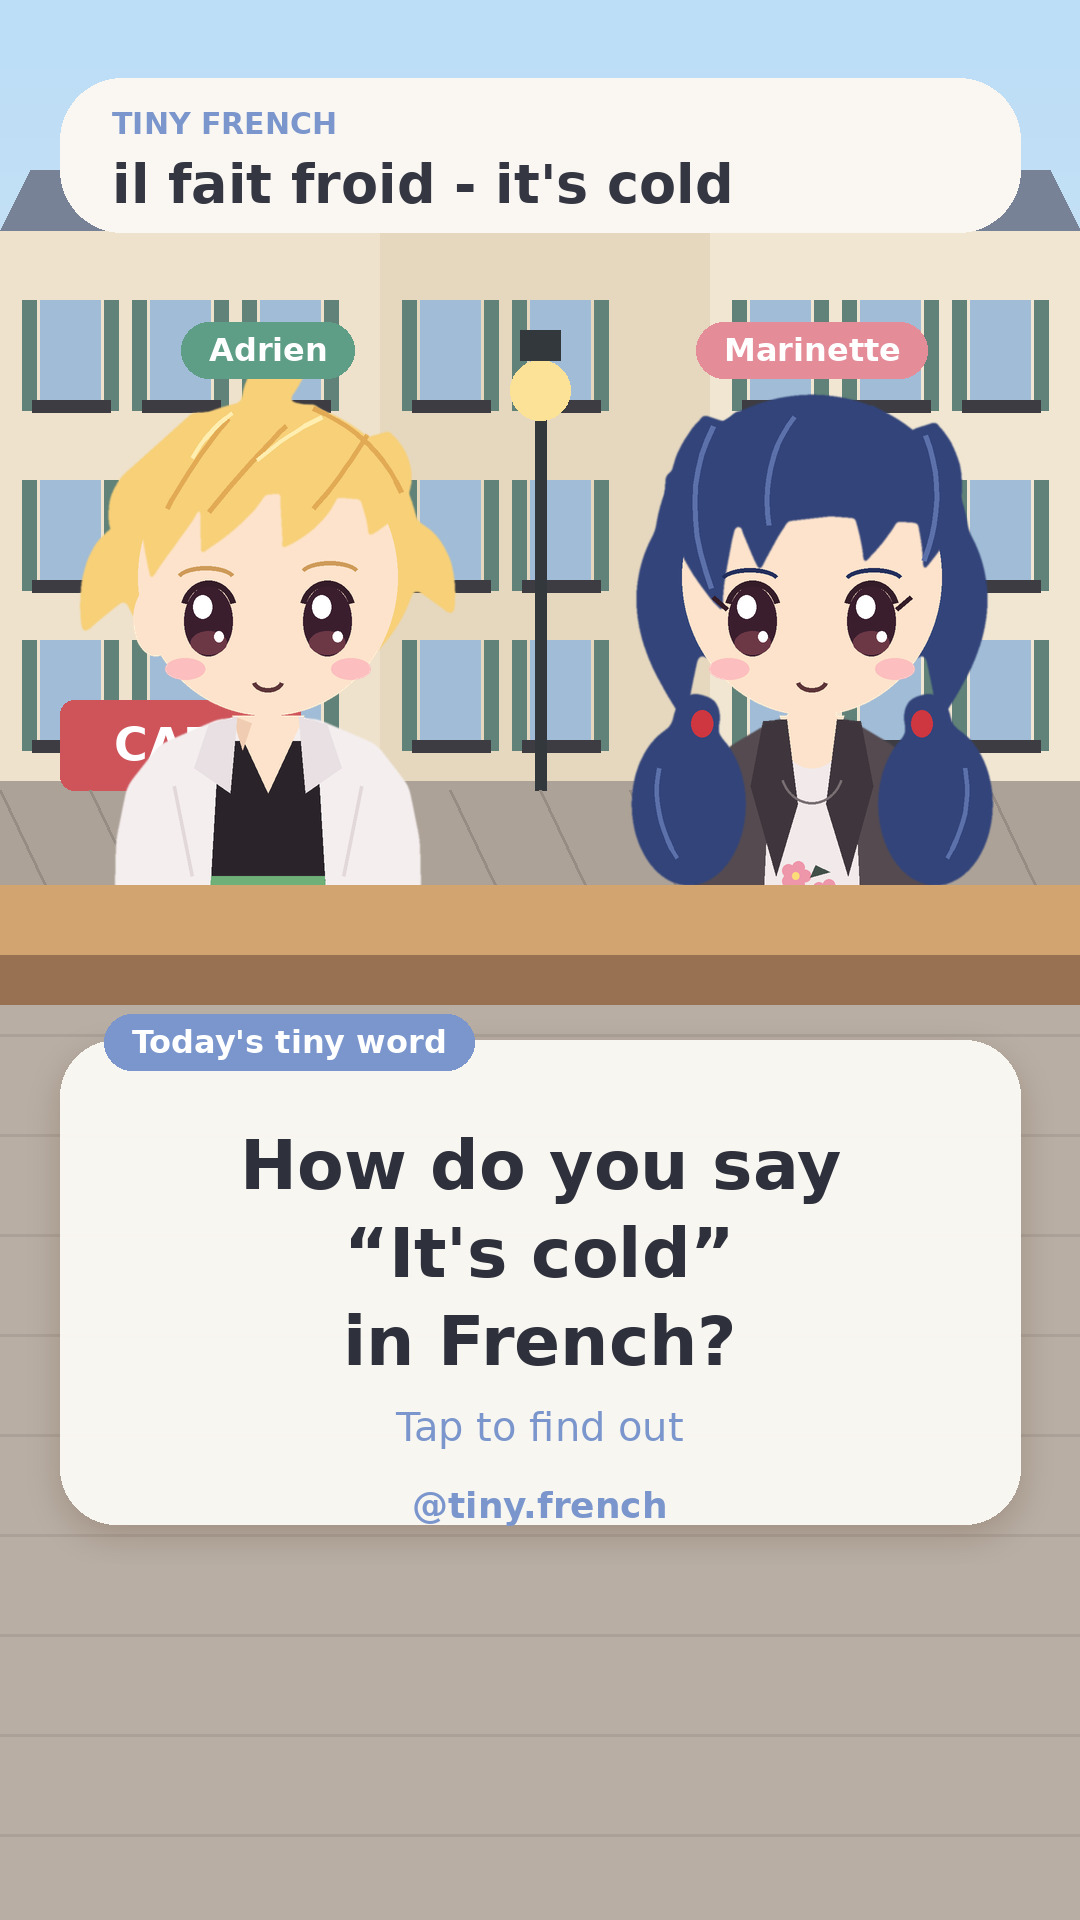 TINY FRENCH
il fait froid - it's cold
Adrien
Marinette
Today's tiny word
How do you say
“It's cold”
in French?
Tap to find out
@tiny.french